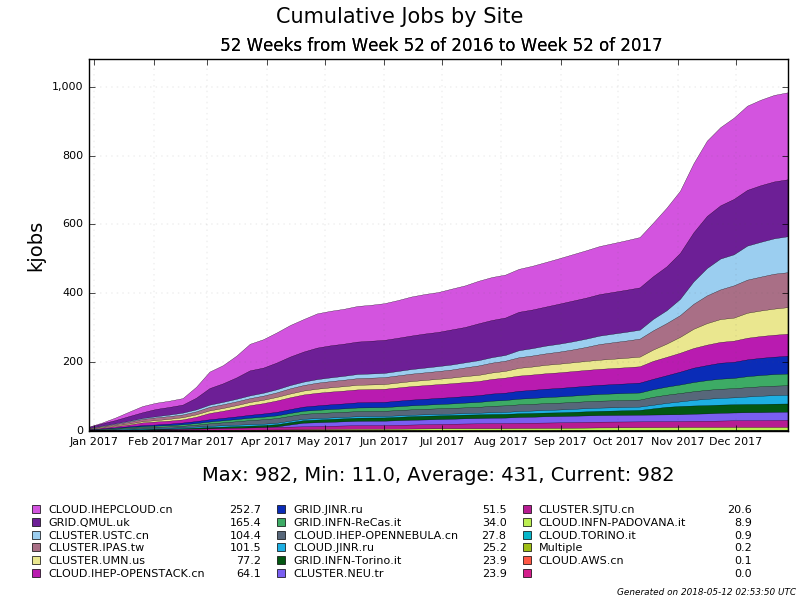 Cumulative Jobs by Site
52 Weeks from Week 52 of 2016 to Week 52 of 2017
1,000
800
600
400
200
0
kjobs
Jan 2017 Feb 2017 Mar 2017 Apr 2017 May 2017 Jun 2017 Jul 2017 Aug 2017 Sep 2017 Oct 2017 Nov 2017 Dec 2017
Max: 982, Min: 11.0, Average: 431, Current: 982
CLOUD.IHEPCLOUD.cn 252.7
GRID.QMUL.uk 165.4
CLUSTER.USTC.cn 104.4
CLUSTER.IPAS.tw 101.5
CLUSTER.UMN.us 77.2
CLOUD.IHEP-OPENSTACK.cn 64.1
GRID.JINR.ru 51.5
GRID.INFN-ReCas.it 34.0
CLOUD.IHEP-OPENNEBULA.cn 27.8
CLOUD.JINR.ru 25.2
GRID.INFN-Torino.it 23.9
CLUSTER.NEU.tr 23.9
CLUSTER.SJTU.cn 20.6
CLOUD.INFN-PADOVANA.it 8.9
CLOUD.TORINO.it 0.9
Multiple 0.2
CLOUD.AWS.cn 0.1
0.0
Generated on 2018-05-12 02:53:50 UTC